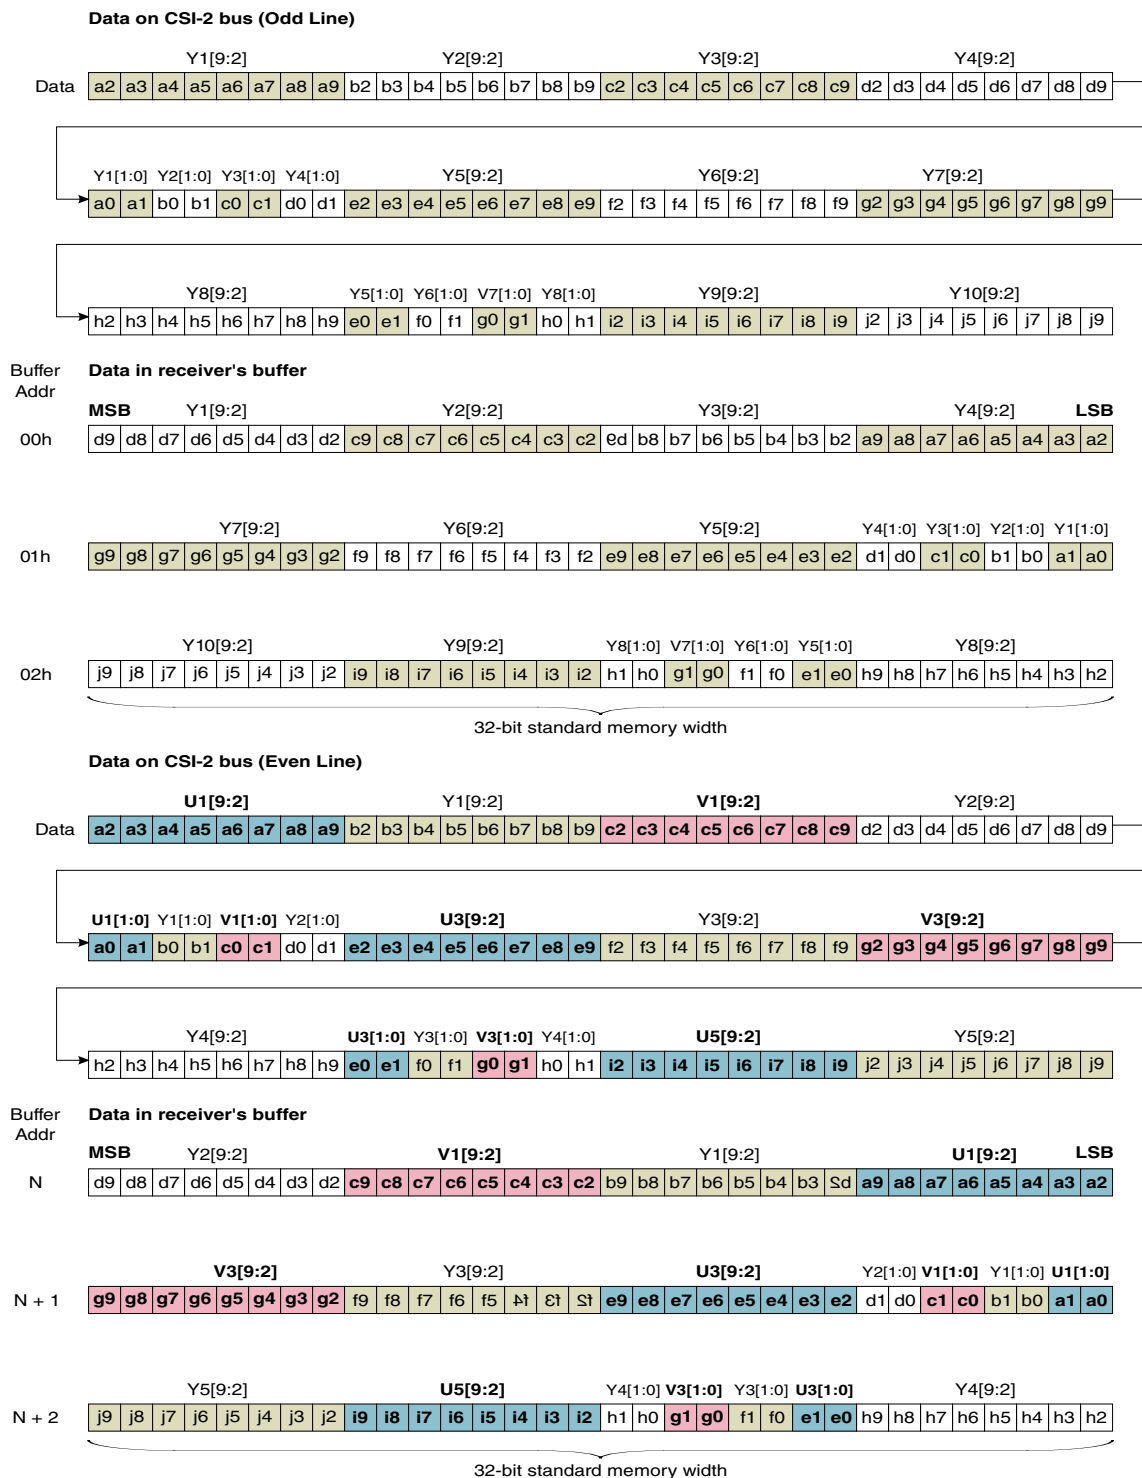 Data on CSI-2 bus (Odd Line)
Y1[9:2] Y2[9:2] Y3[9:2] Y4[9:2]
Data a2 a3 a4 a5 a6 a7 a8 a9 b2 b3 b4 b5 b6 b7 b8 b9 c2 c3 c4 c5 c6 c7 c8 c9 d2 d3 d4 d5 d6 d7 d8 d9
Y1[1:0] Y2[1:0] Y3[1:0] Y4[1:0] Y5[9:2] Y6[9:2] Y7[9:2]
a0 a1 b0 b1 c0 c1 d0 d1 e2 e3 e4 e5 e6 e7 e8 e9 f2 f3 f4 f5 f6 f7 f8 f9 g2 g3 g4 g5 g6 g7 g8 g9
Y8[9:2] Y5[1:0] Y6[1:0] V7[1:0] Y8[1:0] Y9[9:2] Y10[9:2]
h2 h3 h4 h5 h6 h7 h8 h9 e0 e1 f0 f1 g0 g1 h0 h1 i2 i3 i4 i5 i6 i7 i8 i9 j2 j3 j4 j5 j6 j7 j8 j9
Buffer Addr
Data in receiver's buffer
MSB Y1[9:2] Y2[9:2] Y3[9:2] Y4[9:2] LSB
00h d9 d8 d7 d6 d5 d4 d3 d2 c9 c8 c7 c6 c5 c4 c3 c2 b9 b8 b7 b6 b5 b4 b3 b2 a9 a8 a7 a6 a5 a4 a3 a2
Y7[9:2] Y6[9:2] Y5[9:2] Y4[1:0] Y3[1:0] Y2[1:0] Y1[1:0]
01h g9 g8 g7 g6 g5 g4 g3 g2 f9 f8 f7 f6 f5 f4 f3 f2 e9 e8 e7 e6 e5 e4 e3 e2 d1 d0 c1 c0 b1 b0 a1 a0
Y10[9:2] Y9[9:2] Y8[1:0] V7[1:0] Y6[1:0] Y5[1:0] Y8[9:2]
02h j9 j8 j7 j6 j5 j4 j3 j2 i9 i8 i7 i6 i5 i4 i3 i2 h1 h0 g1 g0 f1 f0 e1 e0 h9 h8 h7 h6 h5 h4 h3 h2
32-bit standard memory width
Data on CSI-2 bus (Even Line)
U1[9:2] Y1[9:2] V1[9:2] Y2[9:2]
Data a2 a3 a4 a5 a6 a7 a8 a9 b2 b3 b4 b5 b6 b7 b8 b9 c2 c3 c4 c5 c6 c7 c8 c9 d2 d3 d4 d5 d6 d7 d8 d9
U1[1:0] Y1[1:0] V1[1:0] Y2[1:0] U3[9:2] Y3[9:2] V3[9:2]
a0 a1 b0 b1 c0 c1 d0 d1 e2 e3 e4 e5 e6 e7 e8 e9 f2 f3 f4 f5 f6 f7 f8 f9 g2 g3 g4 g5 g6 g7 g8 g9
Y4[9:2] U3[1:0] Y3[1:0] V3[1:0] Y4[1:0] U5[9:2] Y5[9:2]
h2 h3 h4 h5 h6 h7 h8 h9 e0 e1 f0 f1 g0 g1 h0 h1 i2 i3 i4 i5 i6 i7 i8 i9 j2 j3 j4 j5 j6 j7 j8 j9
Buffer Addr
Data in receiver's buffer
MSB Y2[9:2] V1[9:2] Y1[9:2] U1[9:2] LSB
N d9 d8 d7 d6 d5 d4 d3 d2 c9 c8 c7 c6 c5 c4 c3 c2 b9 b8 b7 b6 b5 b4 b3 b2 a9 a8 a7 a6 a5 a4 a3 a2
V3[9:2] Y3[9:2] U3[9:2] Y2[1:0] V1[1:0] Y1[1:0] U1[1:0]
N + 1 g9 g8 g7 g6 g5 g4 g3 g2 f9 f8 f7 f6 f5 f4 f3 f2 e9 e8 e7 e6 e5 e4 e3 e2 d1 d0 c1 c0 b1 b0 a1 a0
Y5[9:2] U5[9:2] Y4[1:0] V3[1:0] Y3[1:0] U3[1:0] Y4[9:2]
N + 2 j9 j8 j7 j6 j5 j4 j3 j2 i9 i8 i7 i6 i5 i4 i3 i2 h1 h0 g1 g0 f1 f0 e1 e0 h9 h8 h7 h6 h5 h4 h3 h2
32-bit standard memory width